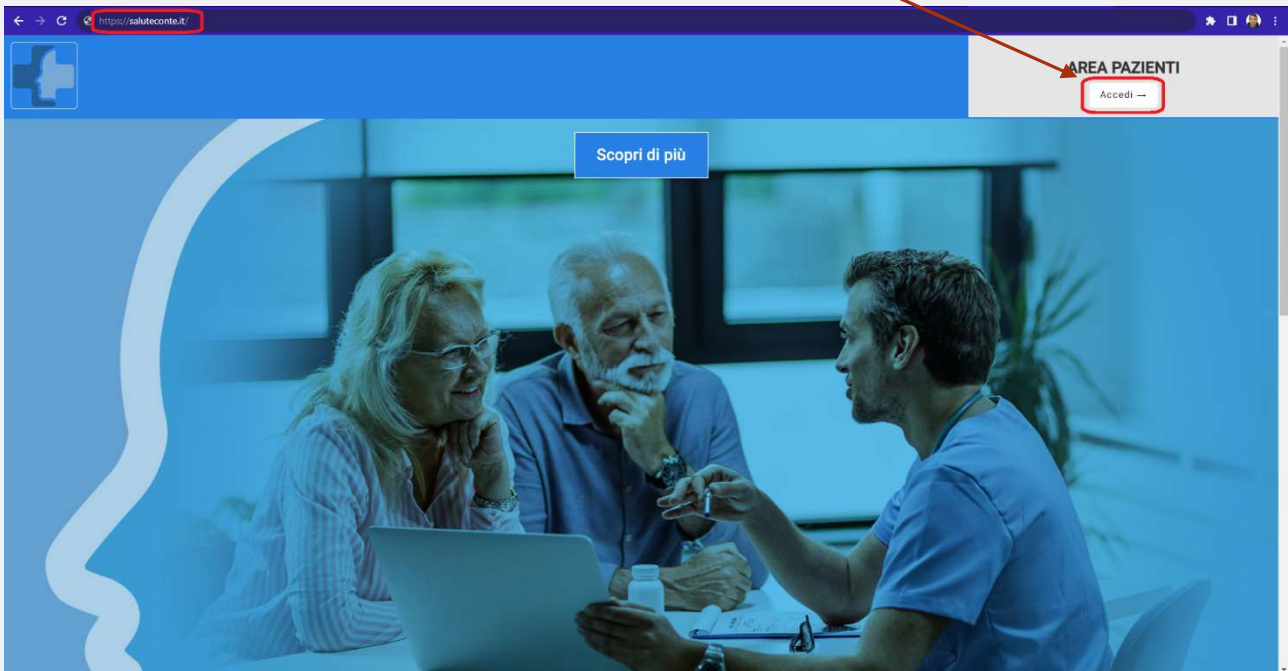 https://saluteconte.it/
AREA PAZIENTI
Accedi →
Scopri di più